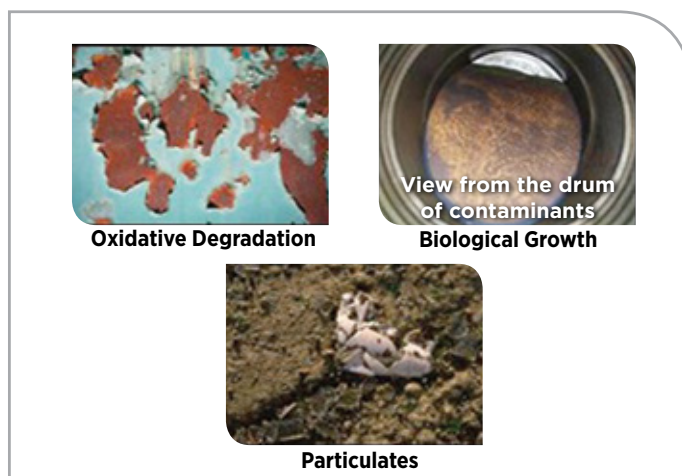 View from the drum
of contaminants
Oxidative Degradation
Biological Growth
Particulates